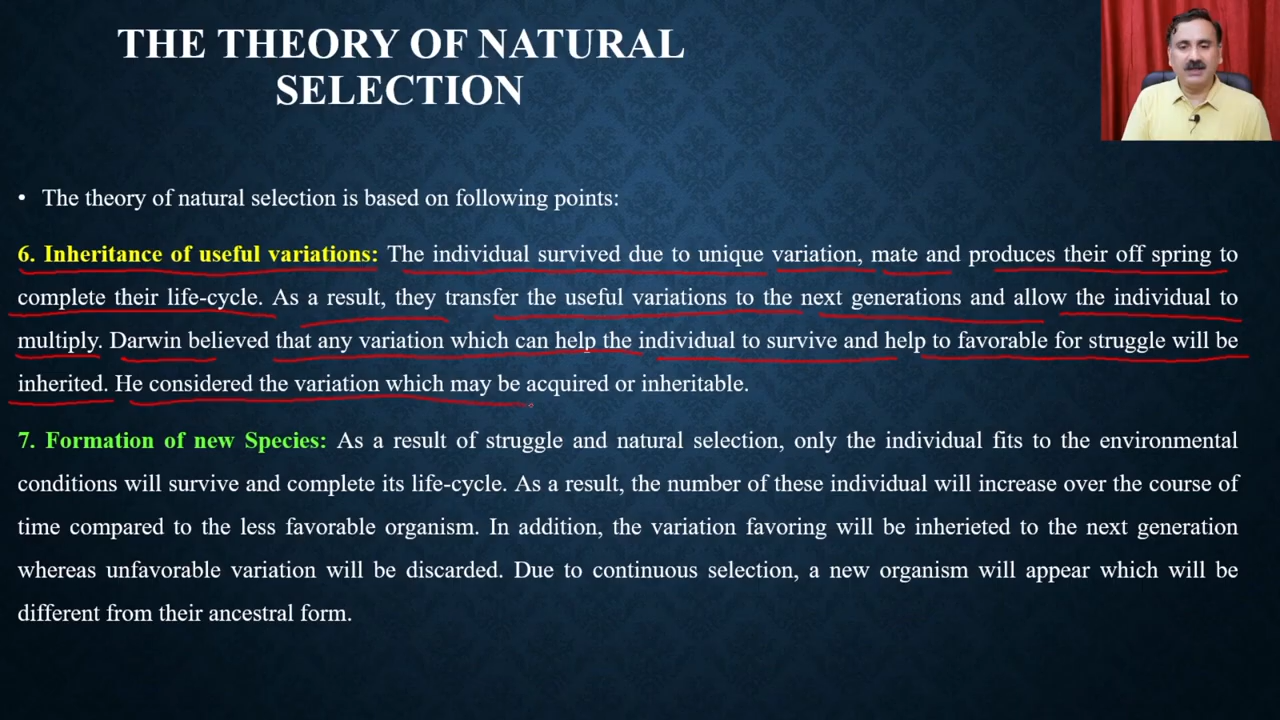 THE THEORY OF NATURAL
SELECTION
• The theory of natural selection is based on following points:
6. Inheritance of useful variations: The individual survived due to unique variation, mate and produces their off spring to
complete their life-cycle. As a result, they transfer the useful variations to the next generations and allow the individual to
multiply. Darwin believed that any variation which can help the individual to survive and help to favorable for struggle will be
inherited. He considered the variation which may be acquired or inheritable.
7. Formation of new Species: As a result of struggle and natural selection, only the individual fits to the environmental
conditions will survive and complete its life-cycle. As a result, the number of these individual will increase over the course of
time compared to the less favorable organism. In addition, the variation favoring will be inherieted to the next generation
whereas unfavorable variation will be discarded. Due to continuous selection, a new organism will appear which will be
different from their ancestral form.